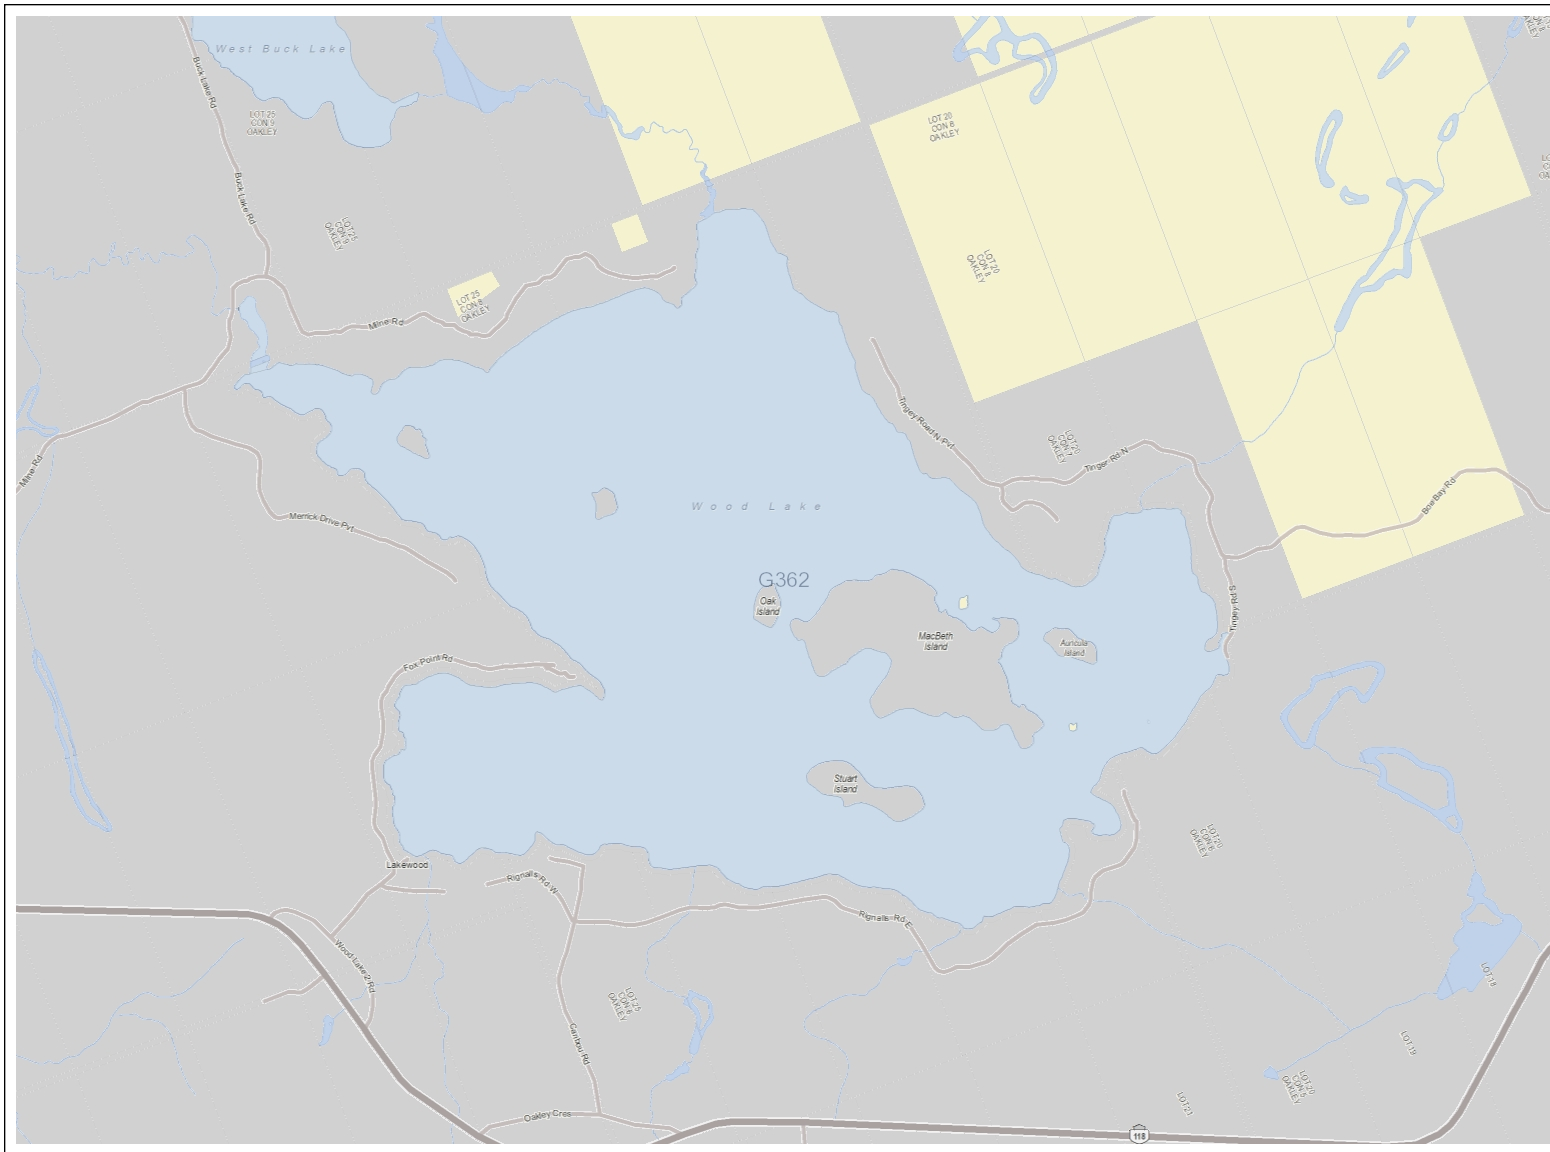 West Buck Lake
Buck Lake Rd
LOT 25
CON 9
OAKLEY
LOT 20
CON 8
OAKLEY
Buck Lake Rd
LOT 25
CON 9
OAKLEY
LOT 20
CON 8
OAKLEY
LOT 25
CON 8
OAKLEY
Milne Rd
Tingey Road N Pvt
LOT 20
CON 7
OAKLEY
Tinger Rd N
Milne Rd
Boe Bay Rd
Wood Lake
Merrick Drive Pvt
G362
Oak
Island
Tingey Rd S
MacBeth
Island
Auricula
Island
Fox Point Rd
Stuart
Island
LOT 20
CON 6
OAKLEY
Lakewood
Rignalls Rd W
Rignalls Rd E
Wood Lake 2 Rd
LOT 18
LOT 25
CON 6
OAKLEY
Caribou Rd
LOT 19
LOT 20
CON 5
OAKLEY
LOT 21
Oakley Cres
118